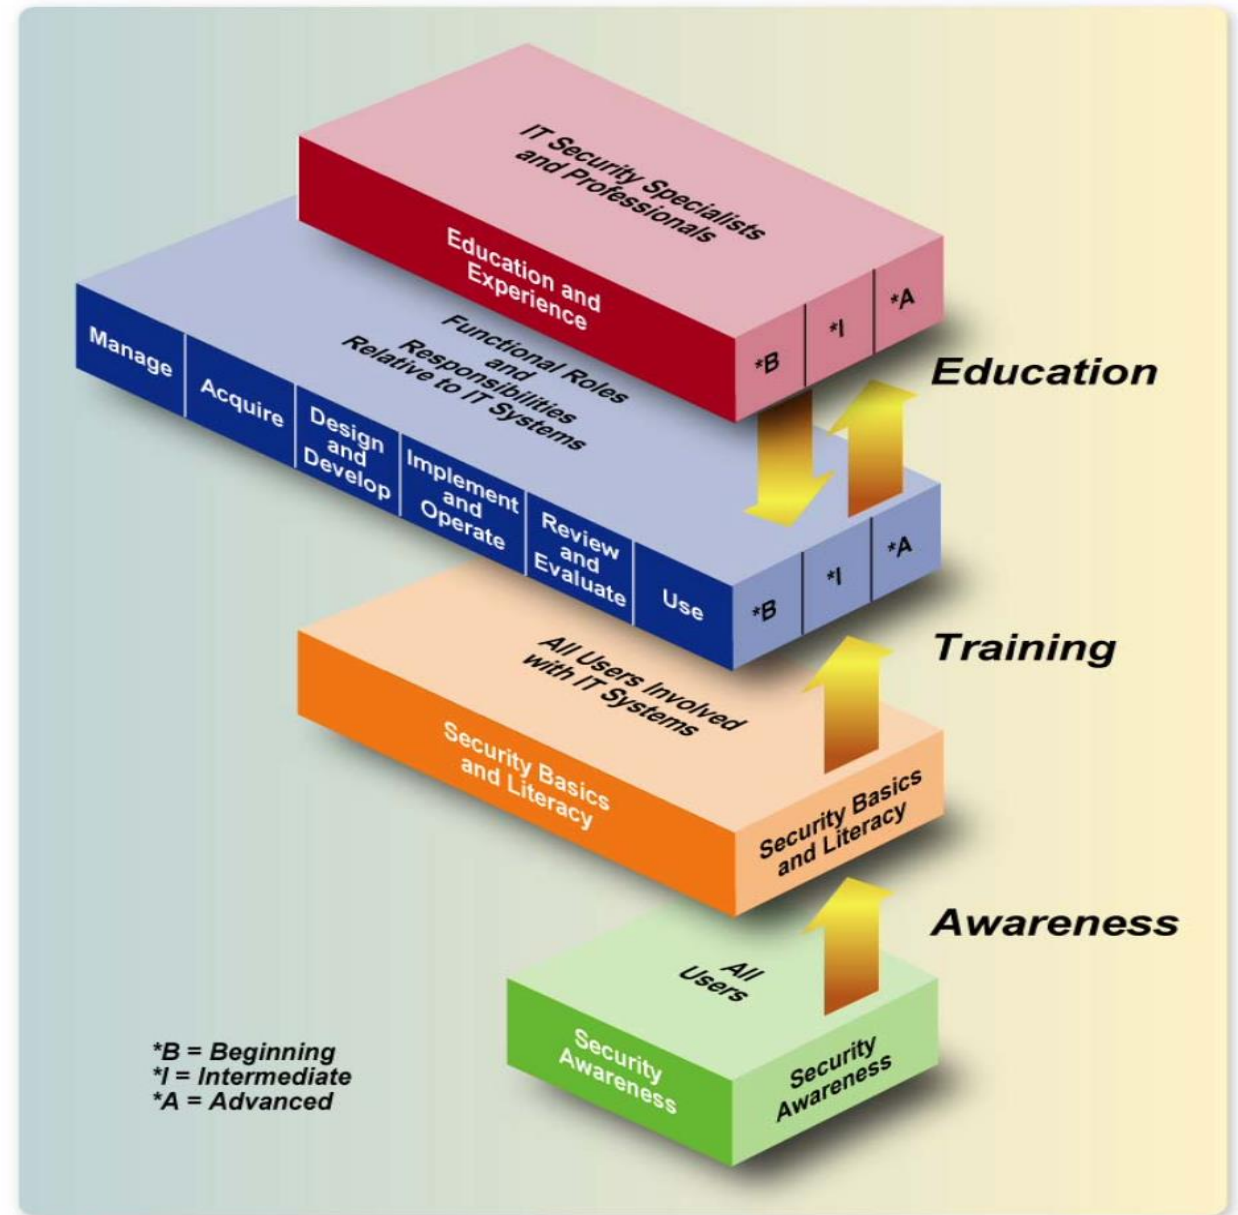 IT Security Specialists
and Professionals
Education and
Experience
*B
*I
*A
Education
Functional Roles
and
Responsibilities
Relative to IT Systems
Manage
Acquire
Design
and
Develop
Implement
and
Operate
Review
and
Evaluate
Use
*B
*I
*A
Training
All Users Involved
with IT Systems
Security Basics
and Literacy
Security Basics
and Literacy
Awareness
All
Users
Security
Awareness
Security
Awareness
*B = Beginning
*I = Intermediate
*A = Advanced